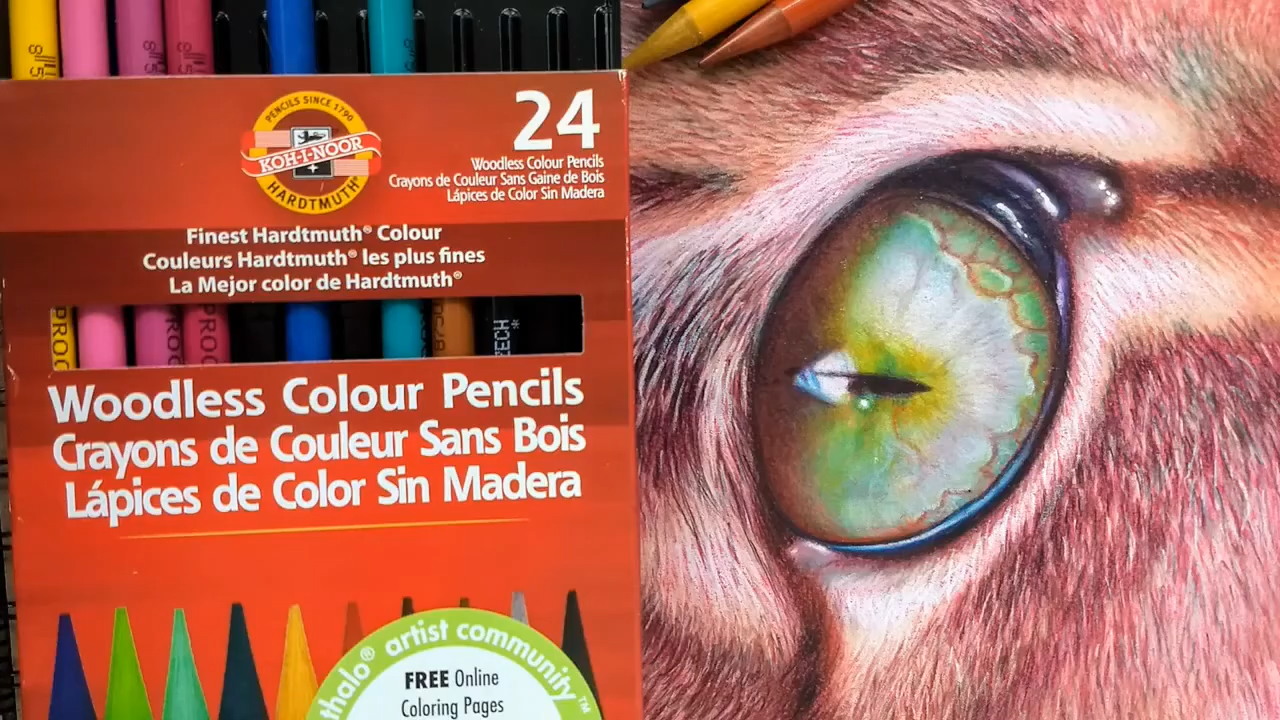 PENCILS SINCE 1790
KOH-I-NOOR
HARDTMUTH
24
Woodless Colour Pencils
Crayons de Couleur Sans Gaine de Bois
Lápices de Color Sin Madera
Finest Hardtmuth® Colour
Couleurs Hardtmuth® les plus fines
La Mejor color de Hardtmuth®
Woodless Colour Pencils
Crayons de Couleur Sans Bois
Lápices de Color Sin Madera
thalo® artist community™
FREE Online
Coloring Pages